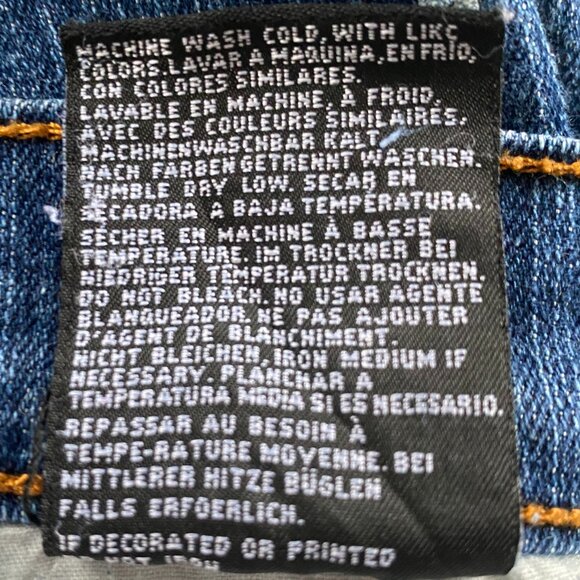 MACHINE WASH COLD, WITH LIKE
COLORS. LAVAR A MAQUINA, EN FRIO,
CON COLORES SIMILARES.
LAVABLE EN MACHINE, À FROID,
AVEC DES COULEURS SIMILAIRES.
MACHINENWASCHBAR KALT,
NACH FARBEN GETRENNT WASCHEN.
TUMBLE DRY LOW. SECAR EN
SECADORA A BAJA TEMPERATURA.
SECHER EN MACHINE À BASSE
TEMPERATURE. IM TROCKNER BEI
NIEDRIGER TEMPERATUR TROCKNEN.
DO NOT BLEACH. NO USAR AGENTE
BLANQUEADOR. NE PAS AJOUTER
D'AGENT DE BLANCHIMENT.
NICHT BLEICHEN. IRON MEDIUM IF
NECESSARY. PLANCHAR A
TEMPERATURA MEDIA SI ES NECESARIO.
REPASSAR AU BESOIN À
TEMPE-RATURE MOYENNE. BEI
MITTLERER HITZE BÜGLEN
FALLS ERFOERLICH.
IF DECORATED OR PRINTED
NOT IRON